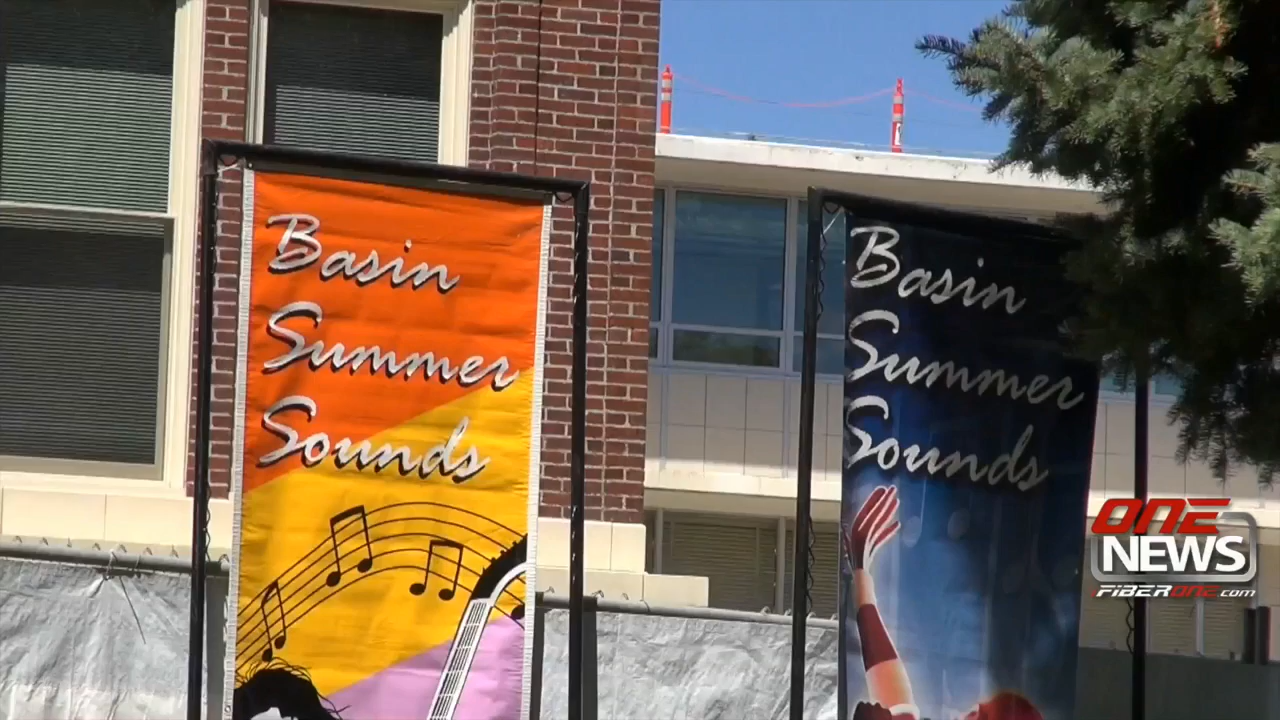 Basin
Summer
Sounds
Basin
Summer
Sounds
ONE
NEWS
FIBERONE.com